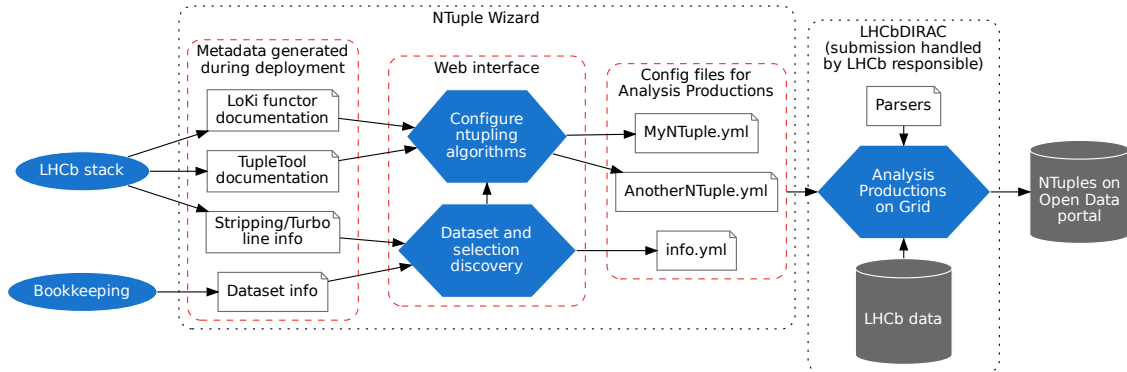 NTuple Wizard
LHCbDIRAC
(submission handled
by LHCb responsible)
Metadata generated
during deployment
Web interface
Config files for
Analysis Productions
LoKi functor
documentation
TupleTool
documentation
Stripping/Turbo
line info
Dataset info
LHCb stack
Bookkeeping
Configure
ntupling
algorithms
Dataset and
selection
discovery
MyNTuple.yml
AnotherNTuple.yml
info.yml
Parsers
Analysis
Productions
on Grid
LHCb data
NTuples on
Open Data
portal